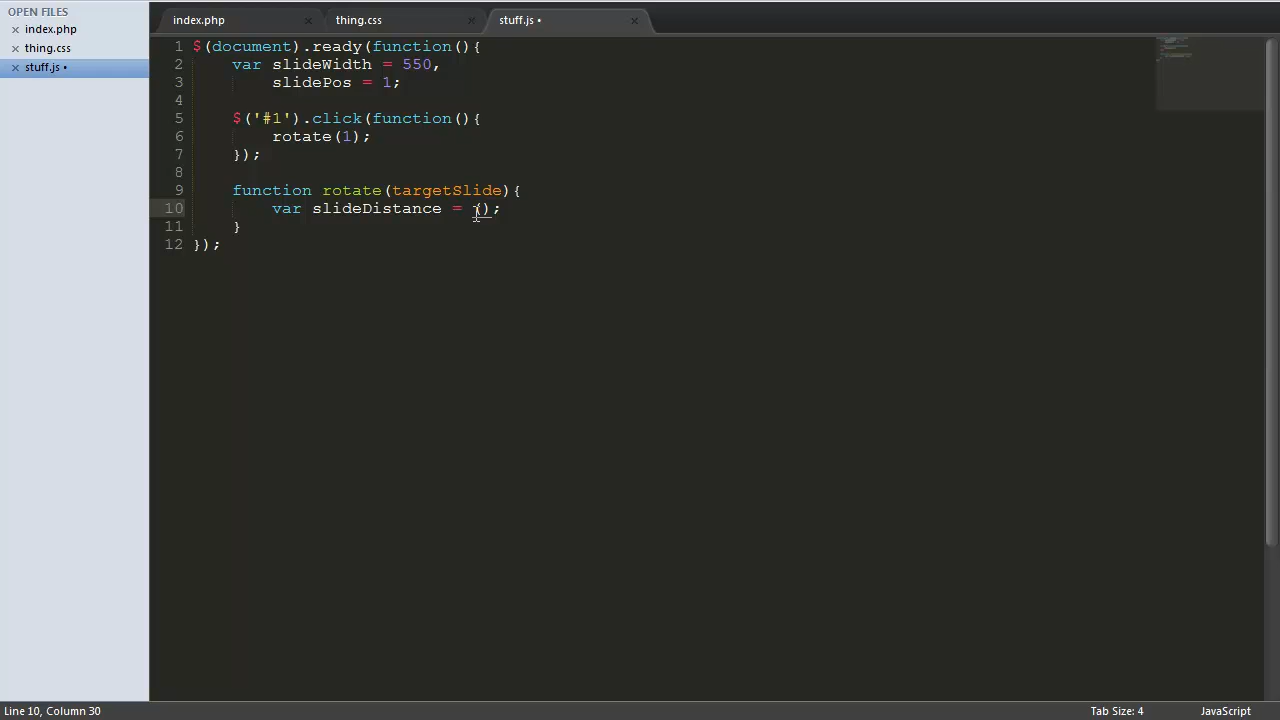 OPEN FILES
index.php
thing.css
stuff.js •
index.php
thing.css
stuff.js •
1 $(document).ready(function(){
2     var slideWidth = 550,
3         slidePos = 1;
4
5     $('#1').click(function(){
6         rotate(1);
7     });
8
9     function rotate(targetSlide){
10         var slideDistance = ();
11     }
12 });
Line 10, Column 30
Tab Size: 4
JavaScript